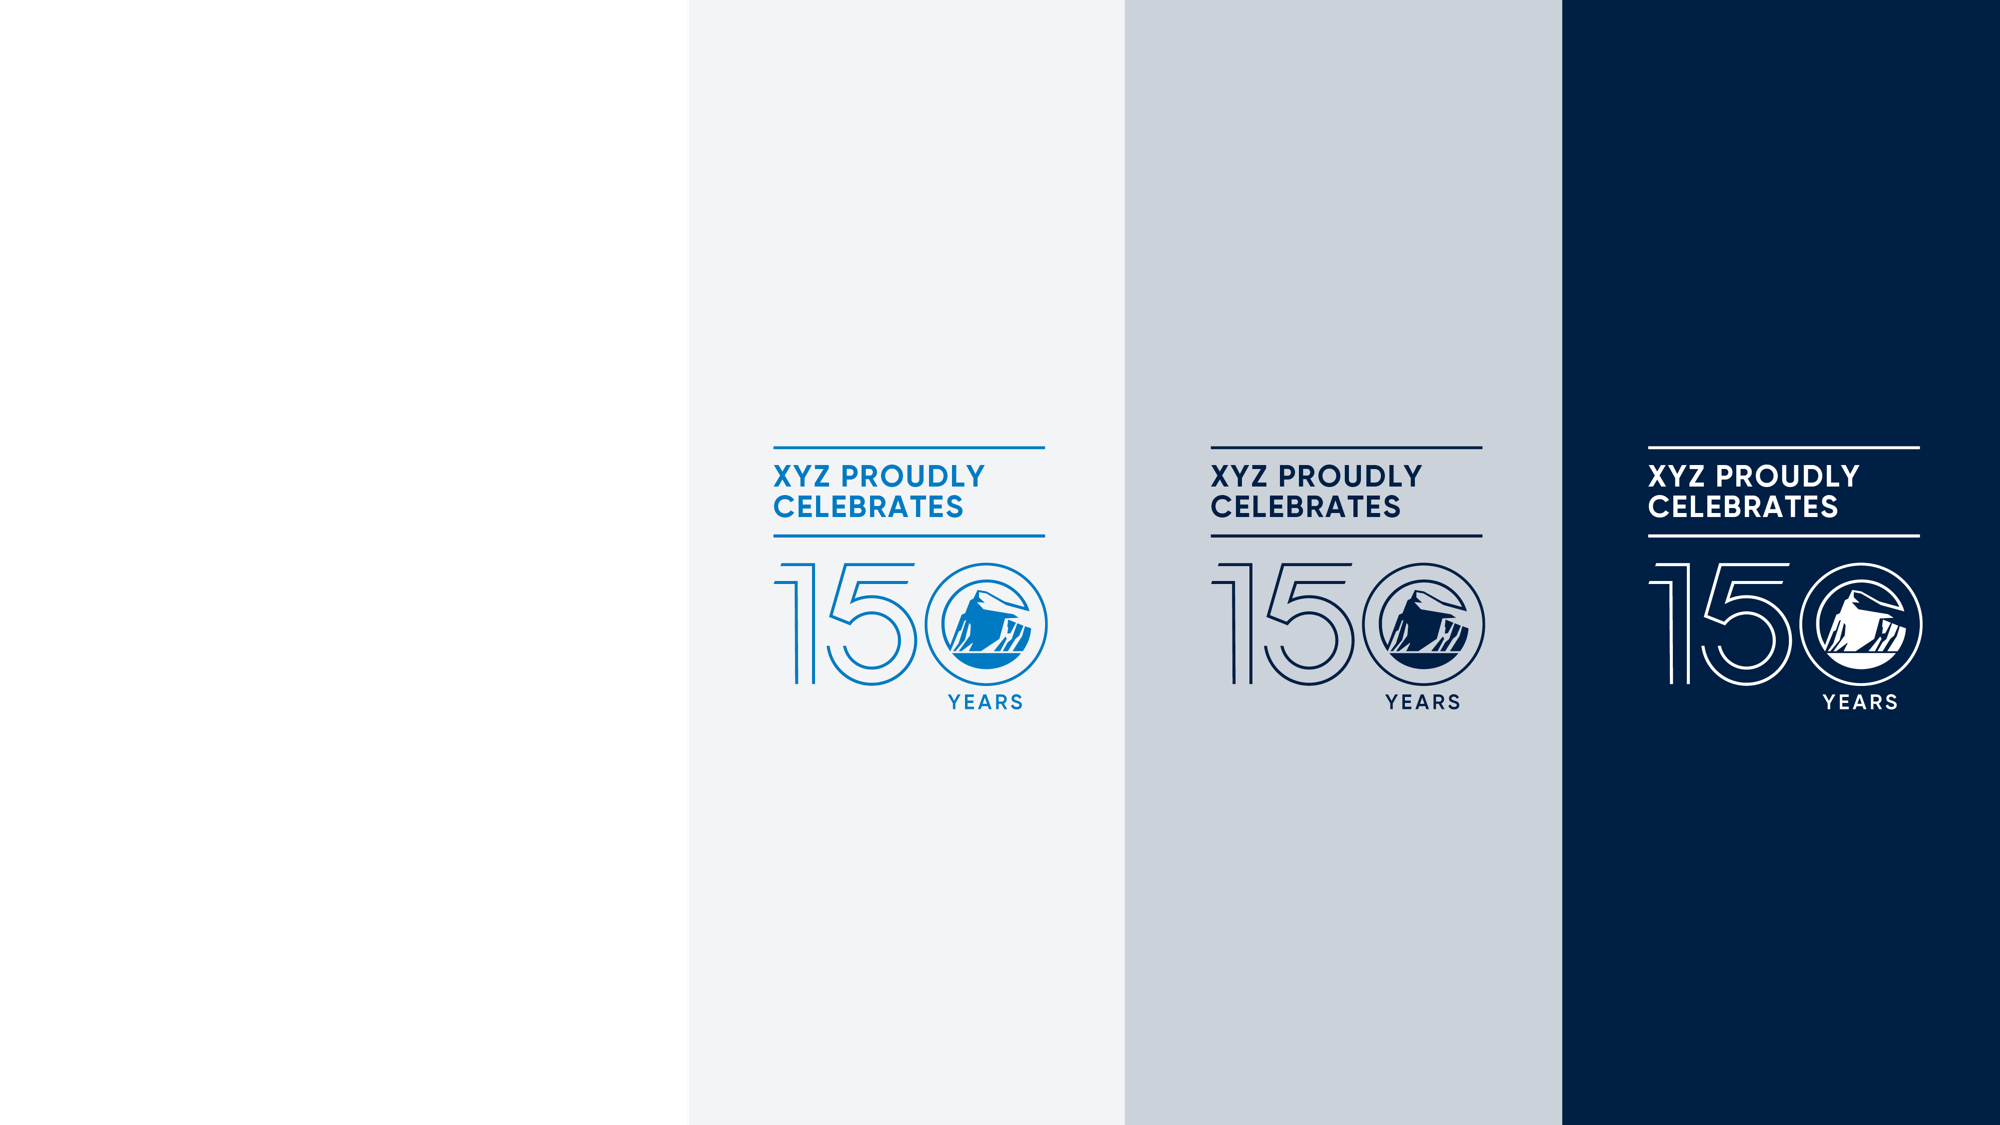 XYZ PROUDLY
CELEBRATES
150
YEARS
XYZ PROUDLY
CELEBRATES
150
YEARS
XYZ PROUDLY
CELEBRATES
150
YEARS